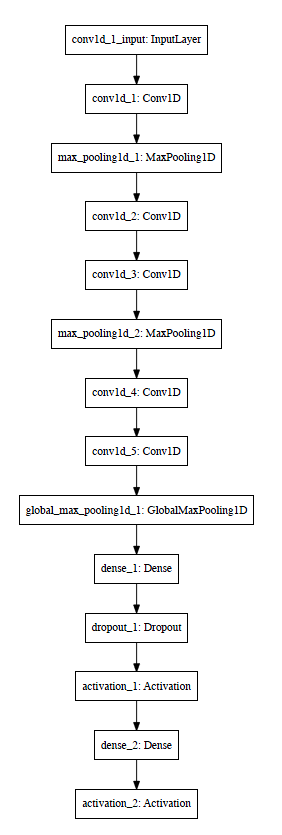 conv1d_1_input: InputLayer
conv1d_1: Conv1D
max_pooling1d_1: MaxPooling1D
conv1d_2: Conv1D
conv1d_3: Conv1D
max_pooling1d_2: MaxPooling1D
conv1d_4: Conv1D
conv1d_5: Conv1D
global_max_pooling1d_1: GlobalMaxPooling1D
dense_1: Dense
dropout_1: Dropout
activation_1: Activation
dense_2: Dense
activation_2: Activation